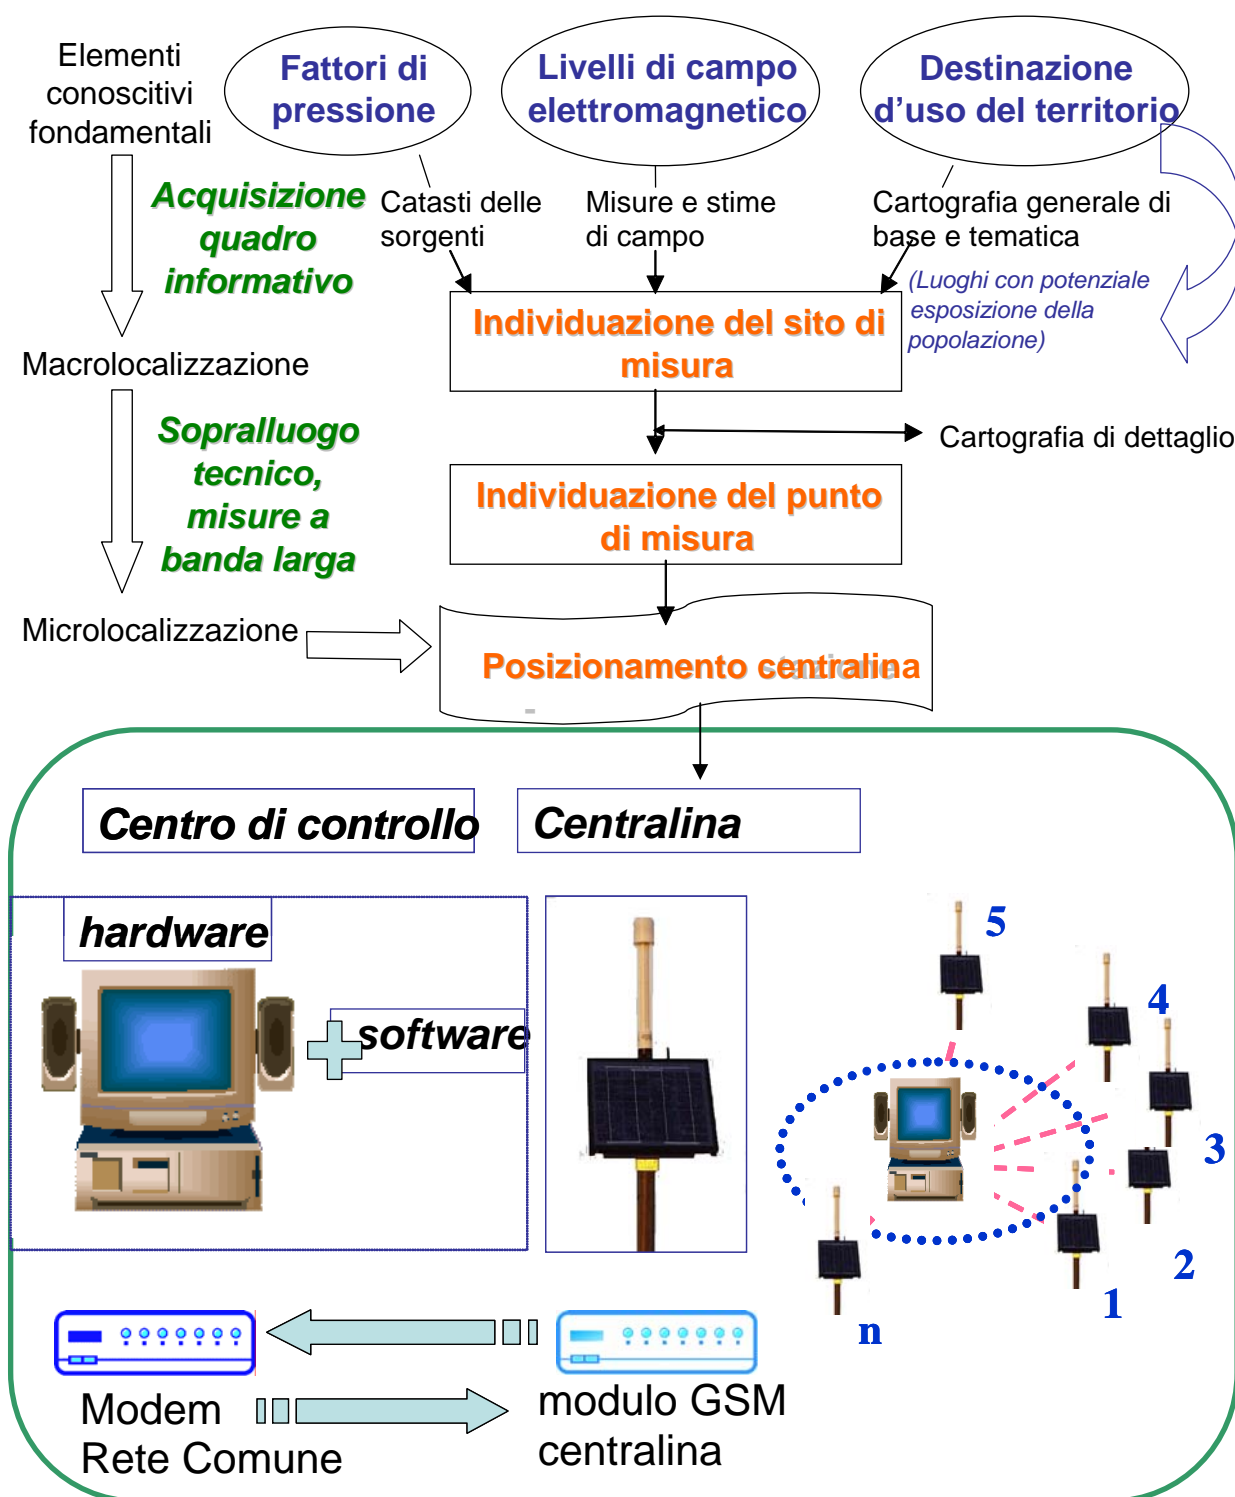 Elementi
conoscitivi
fondamentali
Fattori di
pressione
Livelli di campo
elettromagnetico
Destinazione
d’uso del territorio
Acquisizione
quadro
informativo
Catasti delle
sorgenti
Misure e stime
di campo
Cartografia generale di
base e tematica
(Luoghi con potenziale
esposizione della
popolazione)
Individuazione del sito di
misura
Macrolocalizzazione
Sopralluogo
tecnico,
misure a
banda larga
Cartografia di dettaglio
Individuazione del punto
di misura
Microlocalizzazione
Posizionamento centralina
stazione
-
Centro di controllo
Centralina
hardware
software
5
4
3
2
1
n
Modem
Rete Comune
modulo GSM
centralina